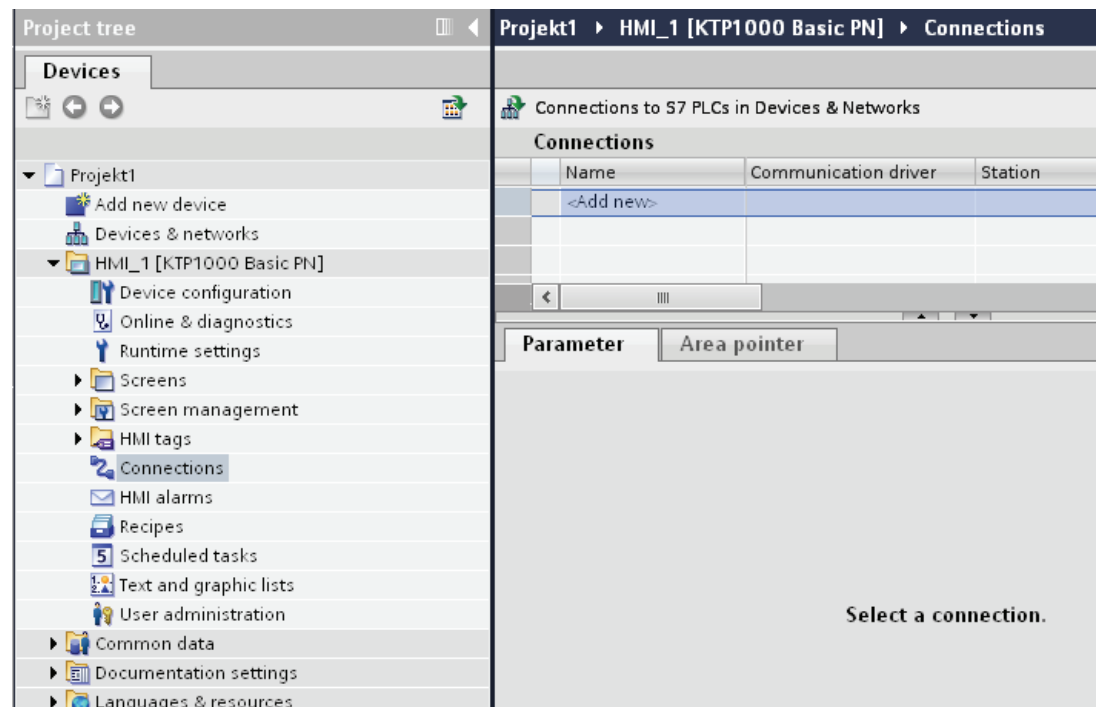 Project tree
Devices
Projekt1
Add new device
Devices & networks
HMI_1 [KTP1000 Basic PN]
Device configuration
Online & diagnostics
Runtime settings
Screens
Screen management
HMI tags
Connections
HMI alarms
Recipes
Scheduled tasks
Text and graphic lists
User administration
Common data
Documentation settings
Languages & resources
Projekt1 HMI_1 [KTP1000 Basic PN] Connections
Connections to S7 PLCs in Devices & Networks
Connections
Name Communication driver Station
<Add new>
Parameter Area pointer
Select a connection.